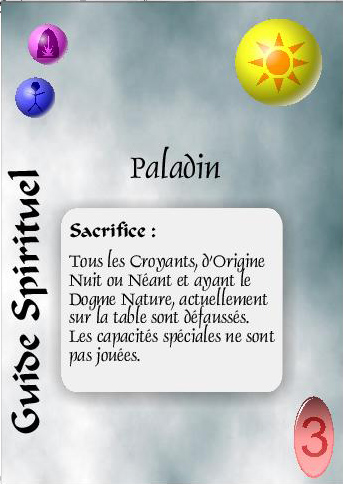 Paladin
Guide Spirituel
Sacrifice :
Tous les Croyants, d'Origine
Nuit ou Néant et ayant le
Dogme Nature, actuellement
sur la table sont défaussés.
Les capacités spéciales ne sont
pas jouées.
3